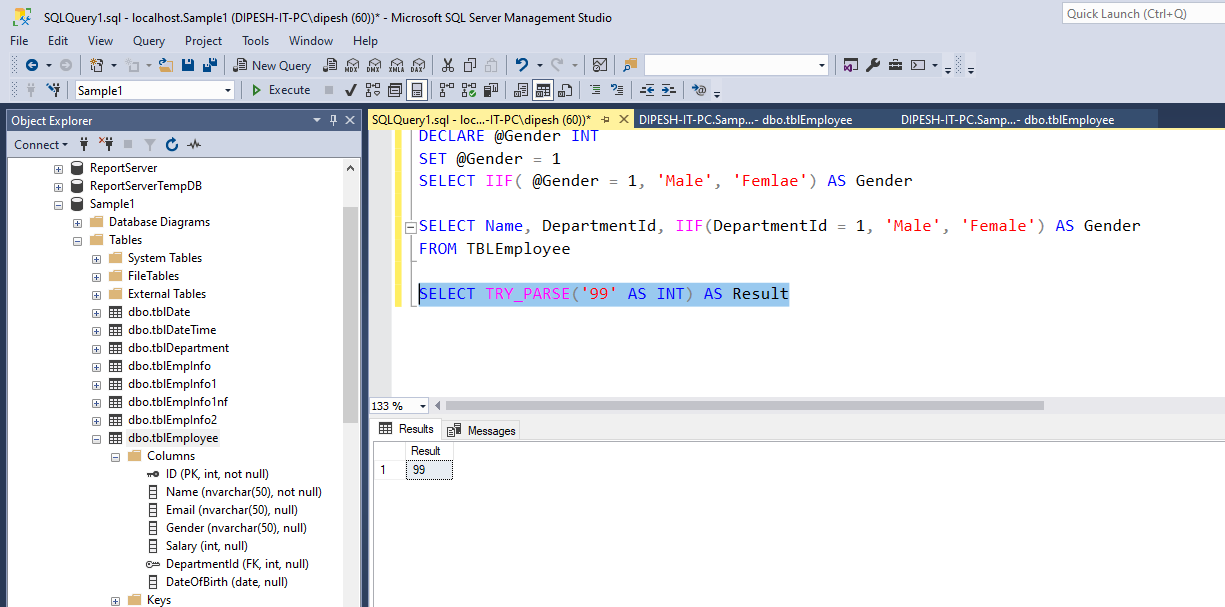 SQLQuery1.sql - localhost.Sample1 (DIPESH-IT-PC\dipesh (60))* - Microsoft SQL Server Management Studio
Quick Launch (Ctrl+Q)
File Edit View Query Project Tools Window Help
New Query MDX DMX XMLA DAX
Sample1 Execute
Object Explorer
SQLQuery1.sql - loc...-IT-PC\dipesh (60))* DIPESH-IT-PC.Samp...- dbo.tblEmployee DIPESH-IT-PC.Samp...- dbo.tblEmployee
Connect
ReportServer
ReportServerTempDB
Sample1
Database Diagrams
Tables
System Tables
FileTables
External Tables
dbo.tblDate
dbo.tblDateTime
dbo.tblDepartment
dbo.tblEmpInfo
dbo.tblEmpInfo1
dbo.tblEmpInfo1nf
dbo.tblEmpInfo2
dbo.tblEmployee
Columns
ID (PK, int, not null)
Name (nvarchar(50), not null)
Email (nvarchar(50), null)
Gender (nvarchar(50), null)
Salary (int, null)
DepartmentId (FK, int, null)
DateOfBirth (date, null)
Keys
DECLARE @Gender INT
SET @Gender = 1
SELECT IIF( @Gender = 1, 'Male', 'Femlae') AS Gender
SELECT Name, DepartmentId, IIF(DepartmentId = 1, 'Male', 'Female') AS Gender
FROM TBLEmployee
SELECT TRY_PARSE('99' AS INT) AS Result
133 %
Results Messages
Result
1 99